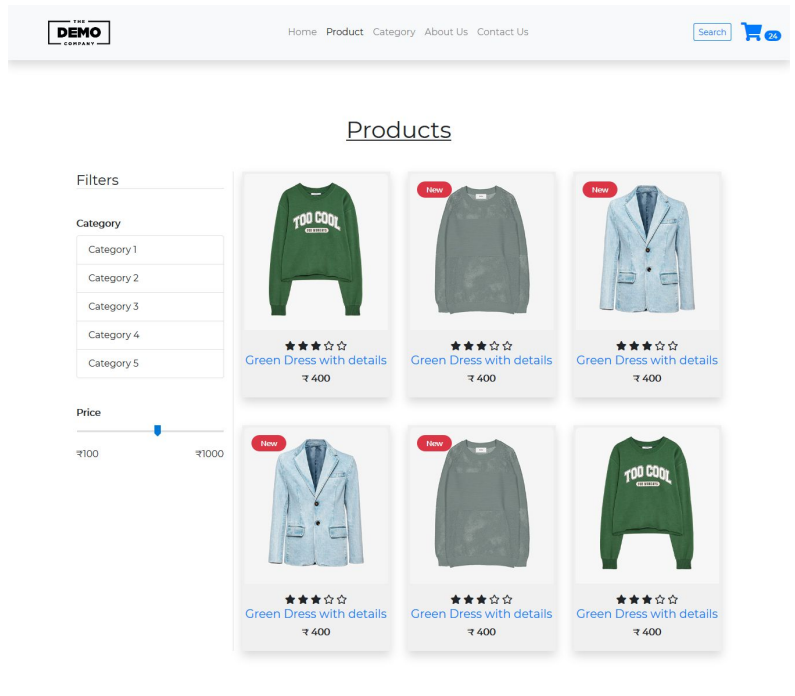 THE
DEMO
COMPANY
Home Product Category About Us Contact Us
Search
24
Products
Filters
Category
Category 1
Category 2
Category 3
Category 4
Category 5
Price
₹100 ₹1000
TOO COOL
Green Dress with details
₹ 400
New
Green Dress with details
₹ 400
New
Green Dress with details
₹ 400
New
Green Dress with details
₹ 400
New
Green Dress with details
₹ 400
TOO COOL
Green Dress with details
₹ 400